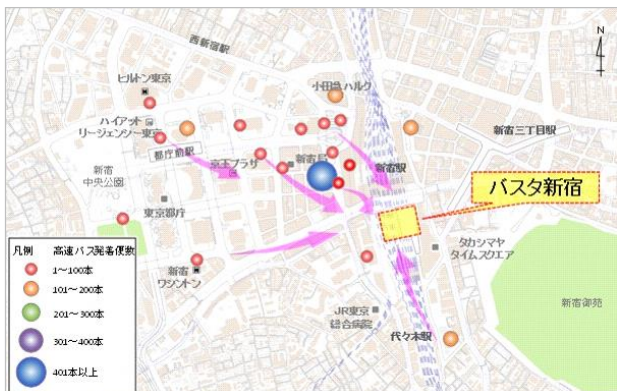 西新宿駅
N
ヒルトン東京
小田急ハルク
ハイアット
リージェンシー東京
都庁前駅
新宿三丁目駅
新宿
中央公園
京王プラザ
新宿局
新宿駅
バスタ新宿
東京都庁
タカシマヤ
タイムスクエア
新宿
ワシントン
新宿御苑
JR東京
総合病院
代々木駅
凡例 高速バス発着便数
1～100本
101～200本
201～300本
301～400本
401本以上